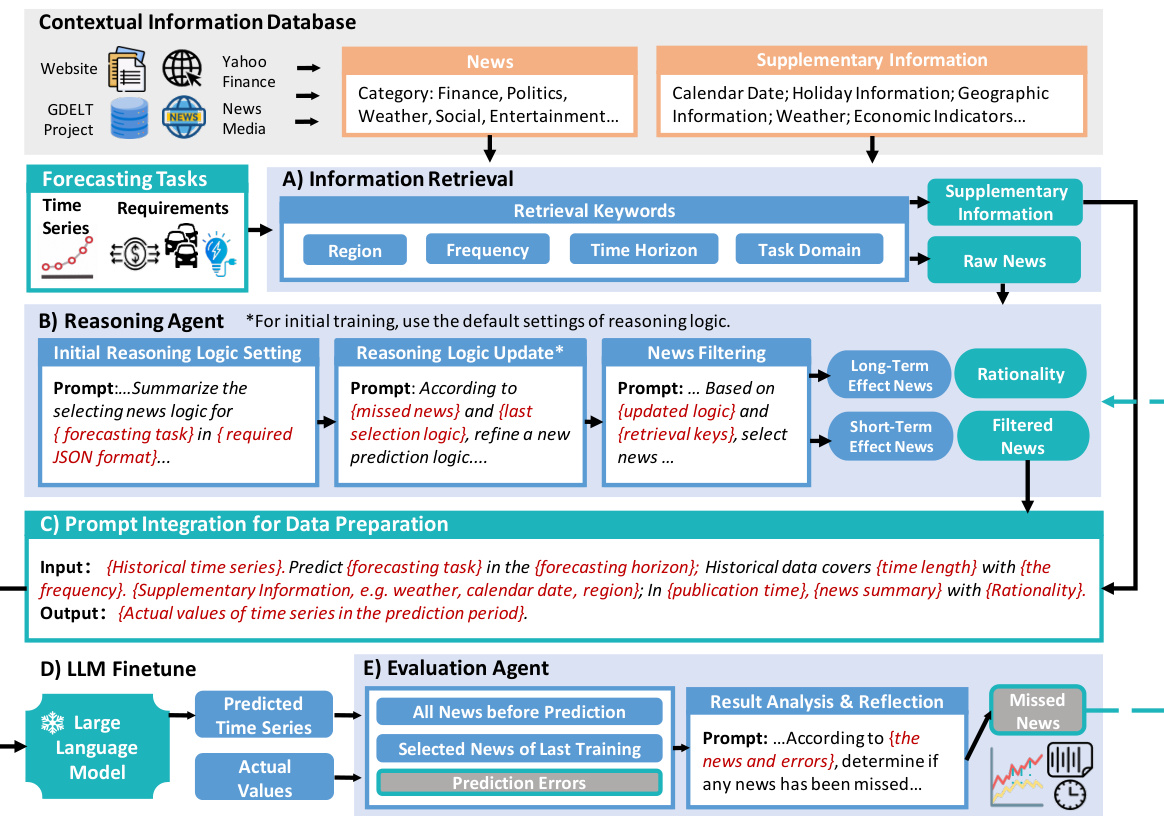 Contextual Information Database
Website
Yahoo
Finance
GDELT
Project
NEWS
News
Media
News
Category: Finance, Politics,
Weather, Social, Entertainment...
Supplementary Information
Calendar Date; Holiday Information; Geographic
Information; Weather; Economic Indicators...
Forecasting Tasks
Time
Series
Requirements
$
A) Information Retrieval
Retrieval Keywords
Region
Frequency
Time Horizon
Task Domain
Supplementary
Information
Raw News
B) Reasoning Agent
*For initial training, use the default settings of reasoning logic.
Initial Reasoning Logic Setting
Prompt:...Summarize the
selecting news logic for
{ forecasting task} in { required
JSON format}...
Reasoning Logic Update*
Prompt: According to
{missed news} and {last
selection logic}, refine a new
prediction logic....
News Filtering
Prompt: ... Based on
{updated logic} and
{retrieval keys}, select
news ...
Long-Term
Effect News
Rationality
Short-Term
Effect News
Filtered
News
C) Prompt Integration for Data Preparation
Input: {Historical time series}. Predict {forecasting task} in the {forecasting horizon}; Historical data covers {time length} with {the
frequency}. {Supplementary Information, e.g. weather, calendar date, region}; In {publication time}, {news summary} with {Rationality}.
Output: {Actual values of time series in the prediction period}.
D) LLM Finetune
Large
Language
Model
Predicted
Time Series
Actual
Values
E) Evaluation Agent
All News before Prediction
Selected News of Last Training
Prediction Errors
Result Analysis & Reflection
Prompt: ...According to {the
news and errors}, determine if
any news has been missed...
Missed
News